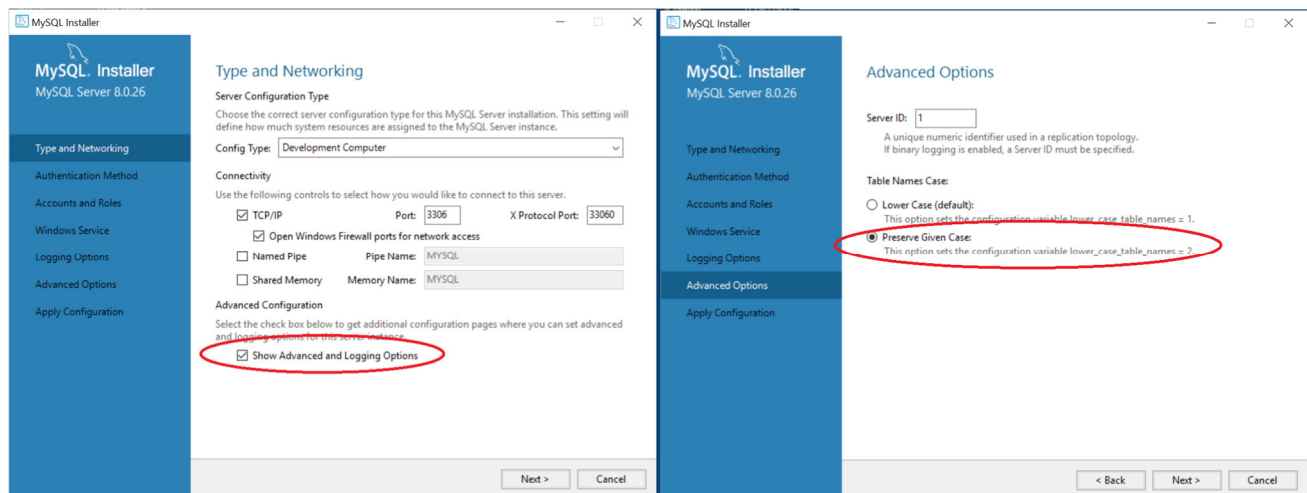 MySQL Installer
MySQL. Installer
MySQL Server 8.0.26
Type and Networking
Authentication Method
Accounts and Roles
Windows Service
Logging Options
Advanced Options
Apply Configuration
Type and Networking
Server Configuration Type
Choose the correct server configuration type for this MySQL Server installation. This setting will
define how much system resources are assigned to the MySQL Server instance.
Config Type: Development Computer
Connectivity
Use the following controls to select how you would like to connect to this server.
TCP/IP Port: 3306 X Protocol Port: 33060
Open Windows Firewall ports for network access
Named Pipe Pipe Name: MYSQL
Shared Memory Memory Name: MYSQL
Advanced Configuration
Select the check box below to get additional configuration pages where you can set advanced
and logging options for this server instance.
Show Advanced and Logging Options
Next >
Cancel
MySQL Installer
MySQL. Installer
MySQL Server 8.0.26
Type and Networking
Authentication Method
Accounts and Roles
Windows Service
Logging Options
Advanced Options
Apply Configuration
Advanced Options
Server ID: 1
A unique numeric identifier used in a replication topology.
If binary logging is enabled, a Server ID must be specified.
Table Names Case:
Lower Case (default):
This option sets the configuration variable lower_case_table_names = 1.
Preserve Given Case:
This option sets the configuration variable lower_case_table_names = 2.
< Back
Next >
Cancel